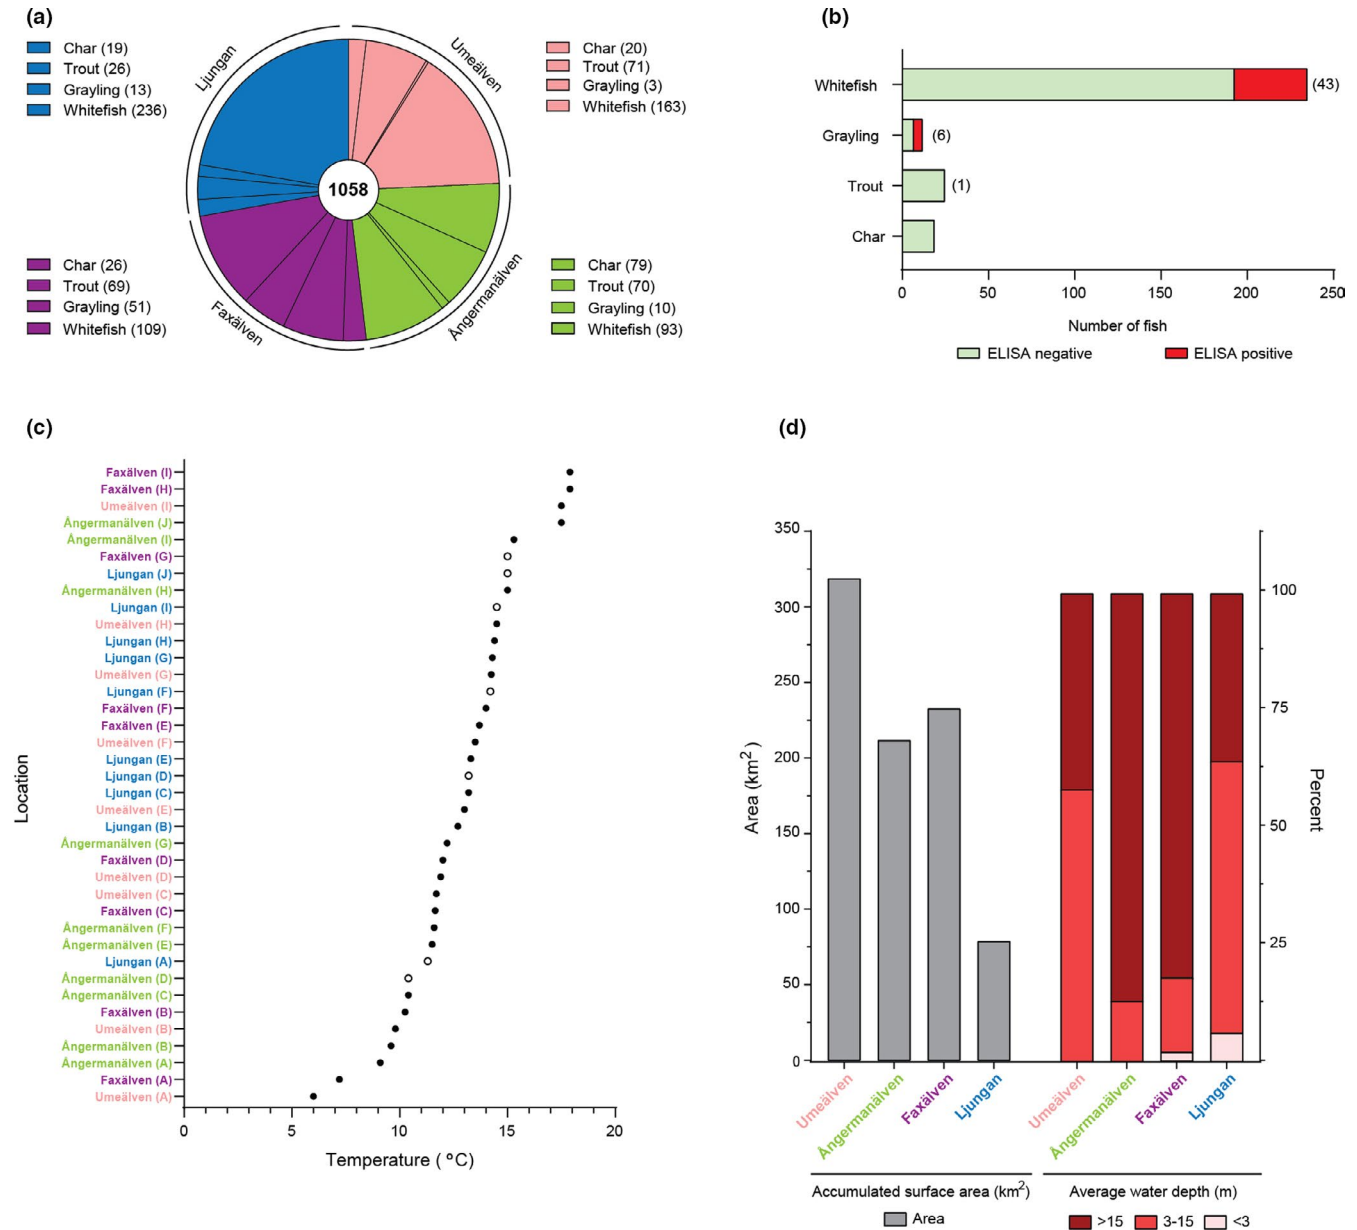 (a)
Char (19)
Trout (26)
Grayling (13)
Whitefish (236)
Ljungan
Umeälven
Char (20)
Trout (71)
Grayling (3)
Whitefish (163)
1058
Char (26)
Trout (69)
Grayling (51)
Whitefish (109)
Faxälven
Ångermanälven
Char (79)
Trout (70)
Grayling (10)
Whitefish (93)
(b)
Whitefish
(43)
Grayling
(6)
Trout
(1)
Char
0 50 100 150 200 250
Number of fish
ELISA negative
ELISA positive
(c)
Location
Faxälven (I)
Faxälven (H)
Umeälven (I)
Ångermanälven (J)
Ångermanälven (I)
Faxälven (G)
Ljungan (J)
Ångermanälven (H)
Ljungan (I)
Umeälven (H)
Ljungan (H)
Ljungan (G)
Umeälven (G)
Ljungan (F)
Faxälven (F)
Faxälven (E)
Umeälven (F)
Ljungan (E)
Ljungan (D)
Ljungan (C)
Umeälven (E)
Ljungan (B)
Ångermanälven (G)
Faxälven (D)
Umeälven (D)
Umeälven (C)
Faxälven (C)
Ångermanälven (F)
Ångermanälven (E)
Ljungan (A)
Ångermanälven (D)
Ångermanälven (C)
Faxälven (B)
Umeälven (B)
Ångermanälven (B)
Ångermanälven (A)
Faxälven (A)
Umeälven (A)
0 5 10 15 20
Temperature ( °C)
(d)
Area (km²)
350
300
250
200
150
100
50
0
100
75
50
25
Percent
Umeälven
Ångermanälven
Faxälven
Ljungan
Umeälven
Ångermanälven
Faxälven
Ljungan
Accumulated surface area (km²)
Area
Average water depth (m)
>15
3-15
<3